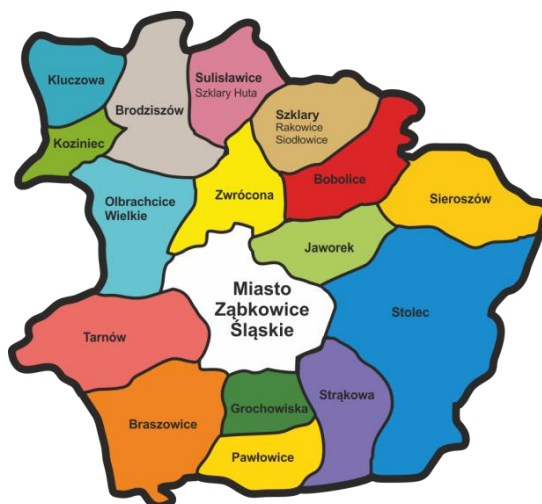 Kluczowa
Brodziszów
Sulisławice
Szklary Huta
Szklary
Rakowice
Siodłowice
Koziniec
Bobolice
Olbrachcice
Wielkie
Zwrócona
Sieroszów
Jaworek
Miasto
Ząbkowice
Śląskie
Stolec
Tarnów
Strąkowa
Grochowiska
Braszowice
Pawłowice